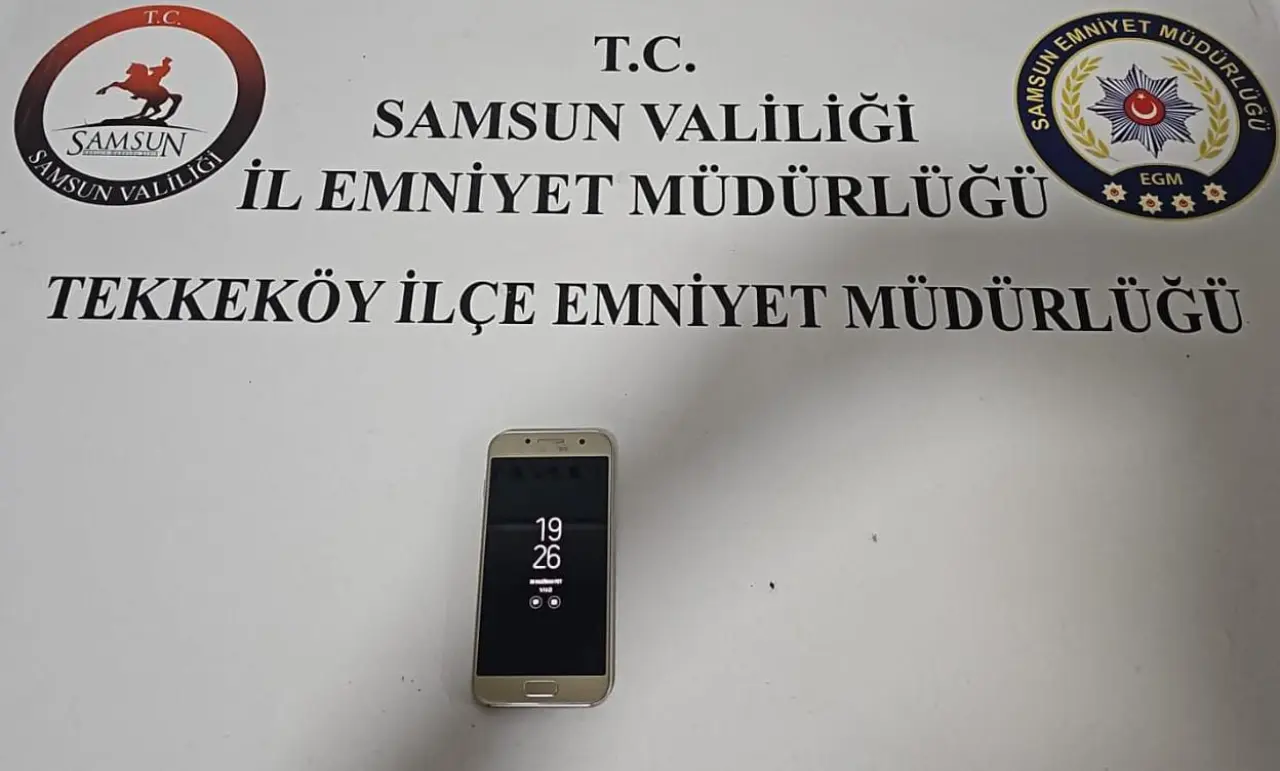 T.C.
SAMSUN
SAMSUN VALİLİĞİ
T.C.
SAMSUN VALİLİĞİ
İL EMNİYET MÜDÜRLÜĞÜ
TEKKEKÖY İLÇE EMNİYET MÜDÜRLÜĞÜ
SAMSUN EMNİYET MÜDÜRLÜĞÜ
EGM
19
26